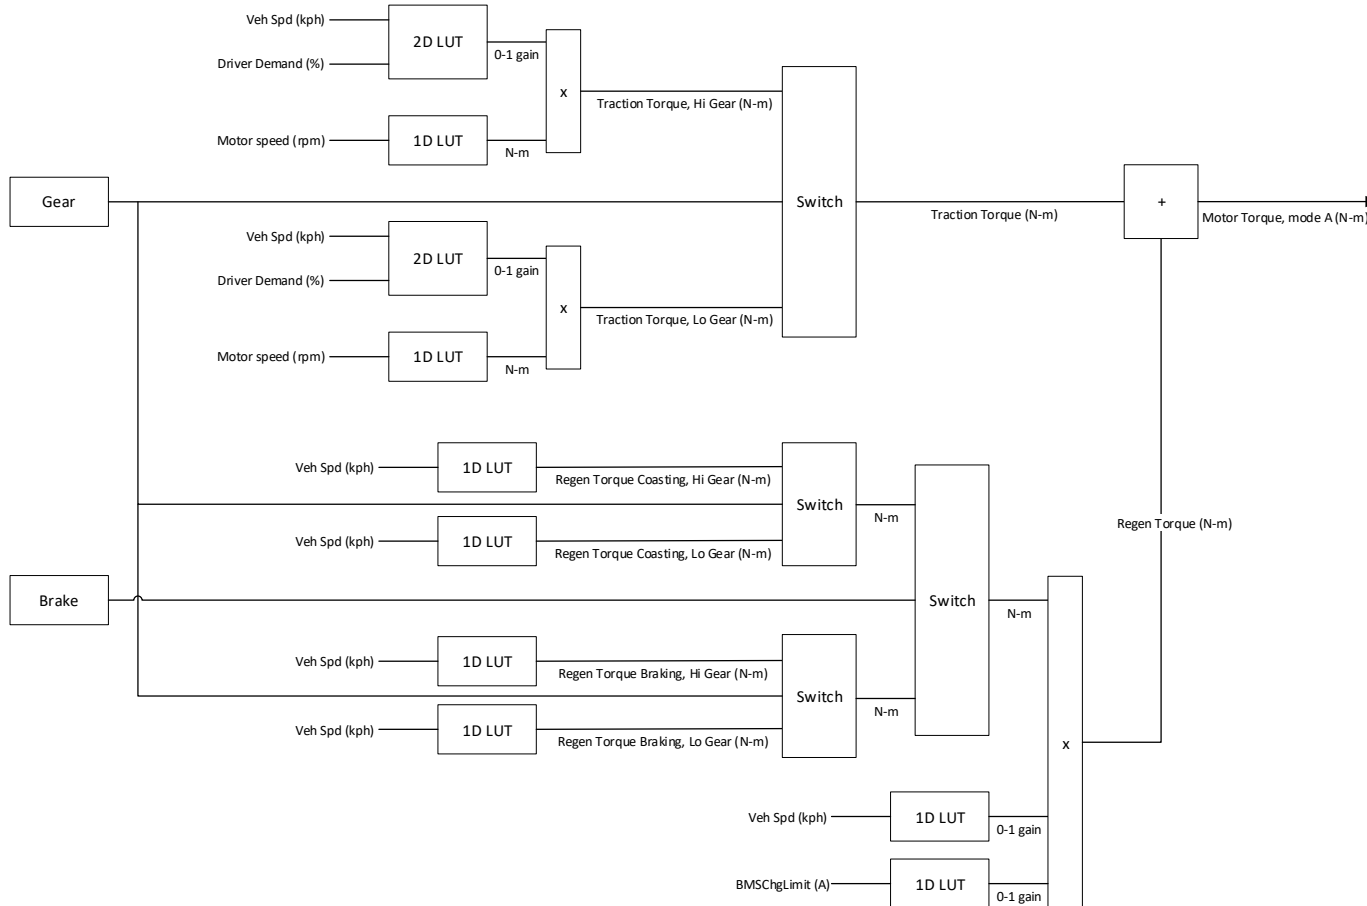 Veh Spd (kph)
2D LUT
0-1 gain
Driver Demand (%)
x
Traction Torque, Hi Gear (N-m)
Motor speed (rpm)
1D LUT
N-m
Gear
Switch
Traction Torque (N-m)
+
Motor Torque, mode A (N-m)
Veh Spd (kph)
2D LUT
0-1 gain
Driver Demand (%)
x
Traction Torque, Lo Gear (N-m)
Motor speed (rpm)
1D LUT
N-m
Veh Spd (kph)
1D LUT
Regen Torque Coasting, Hi Gear (N-m)
Switch
N-m
Veh Spd (kph)
1D LUT
Regen Torque Coasting, Lo Gear (N-m)
Regen Torque (N-m)
Brake
Switch
N-m
Veh Spd (kph)
1D LUT
Regen Torque Braking, Hi Gear (N-m)
Switch
N-m
Veh Spd (kph)
1D LUT
Regen Torque Braking, Lo Gear (N-m)
x
Veh Spd (kph)
1D LUT
0-1 gain
BMSChgLimit (A)
1D LUT
0-1 gain